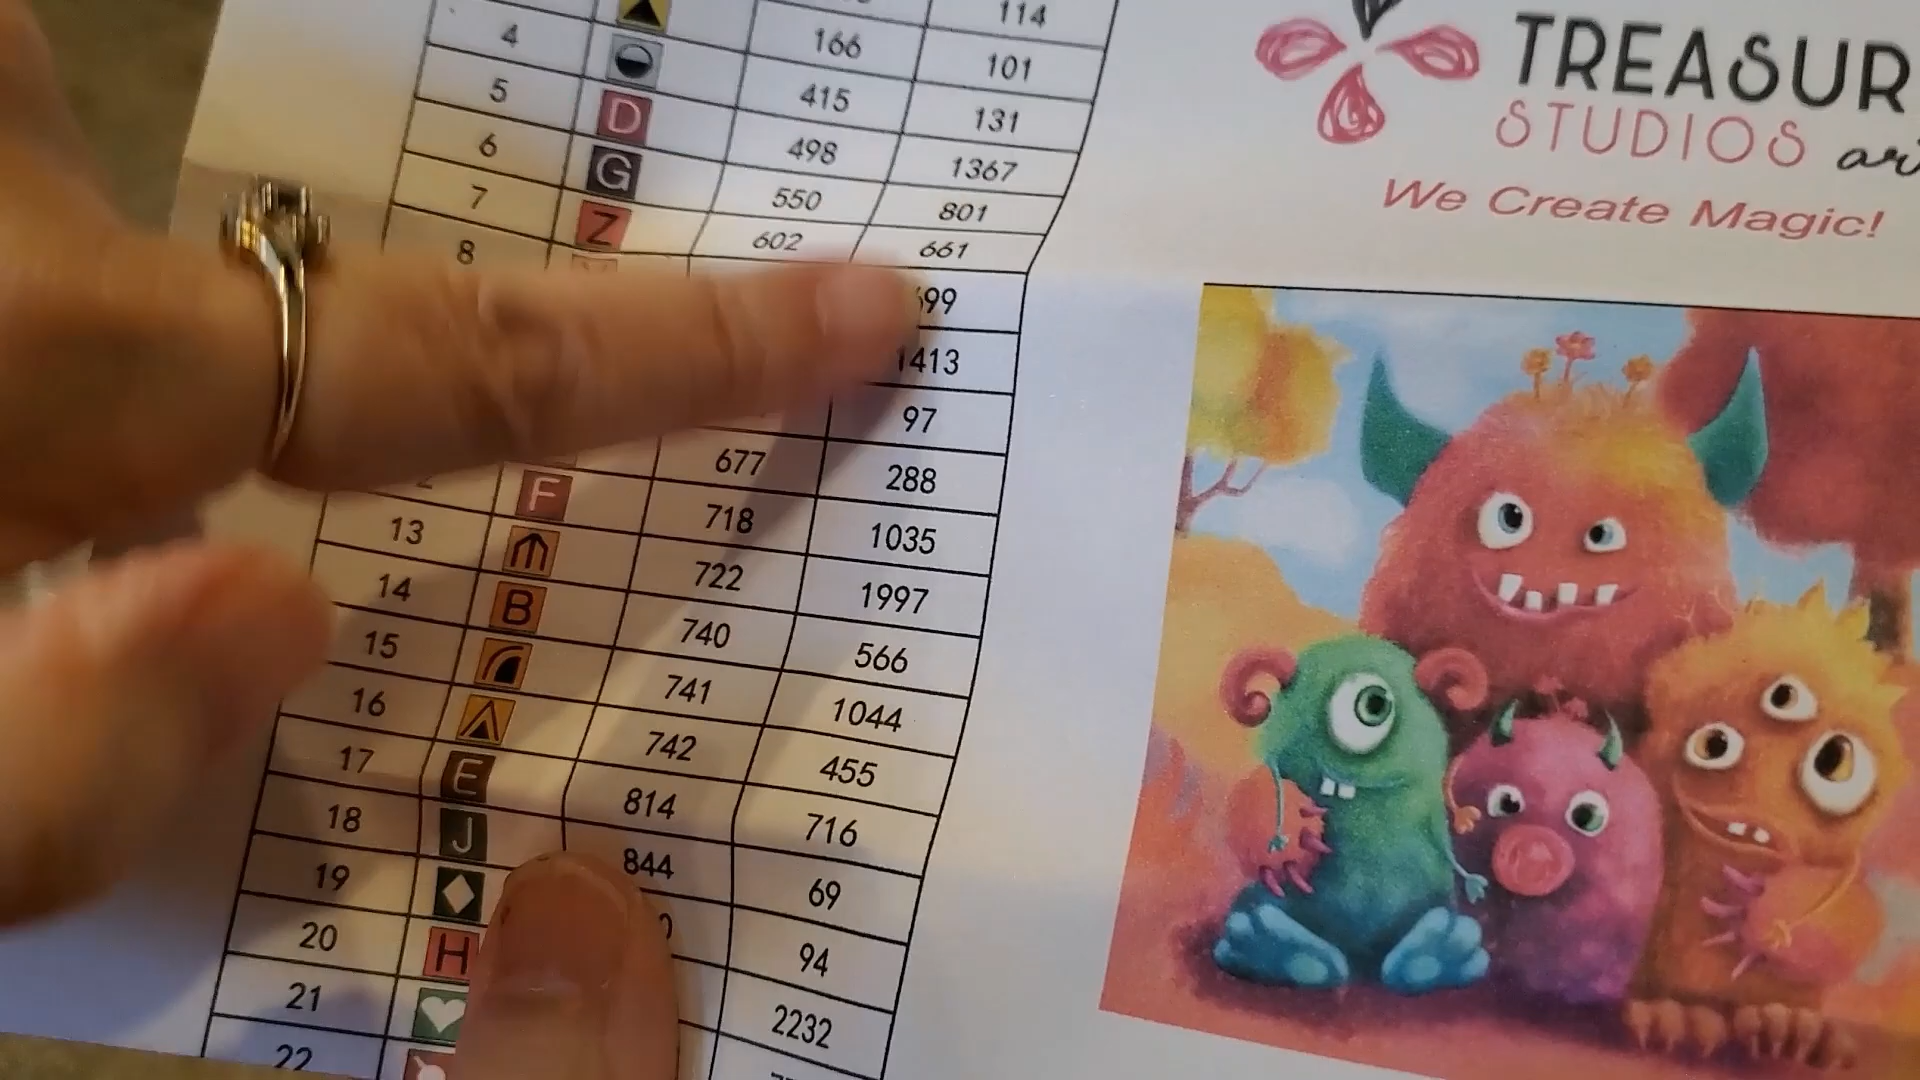 114
166 101
4 415 131
5 D 498 1367
6 G 550 801
7 Z 602 661
8
1413
97
677 288
F 718 1035
13 722 1997
14 B 740 566
15 741 1044
16 742 455
17 E 814 716
18 J 844 69
19 94
20 H 2232
21
22
STUDIOS
We Create Magic!